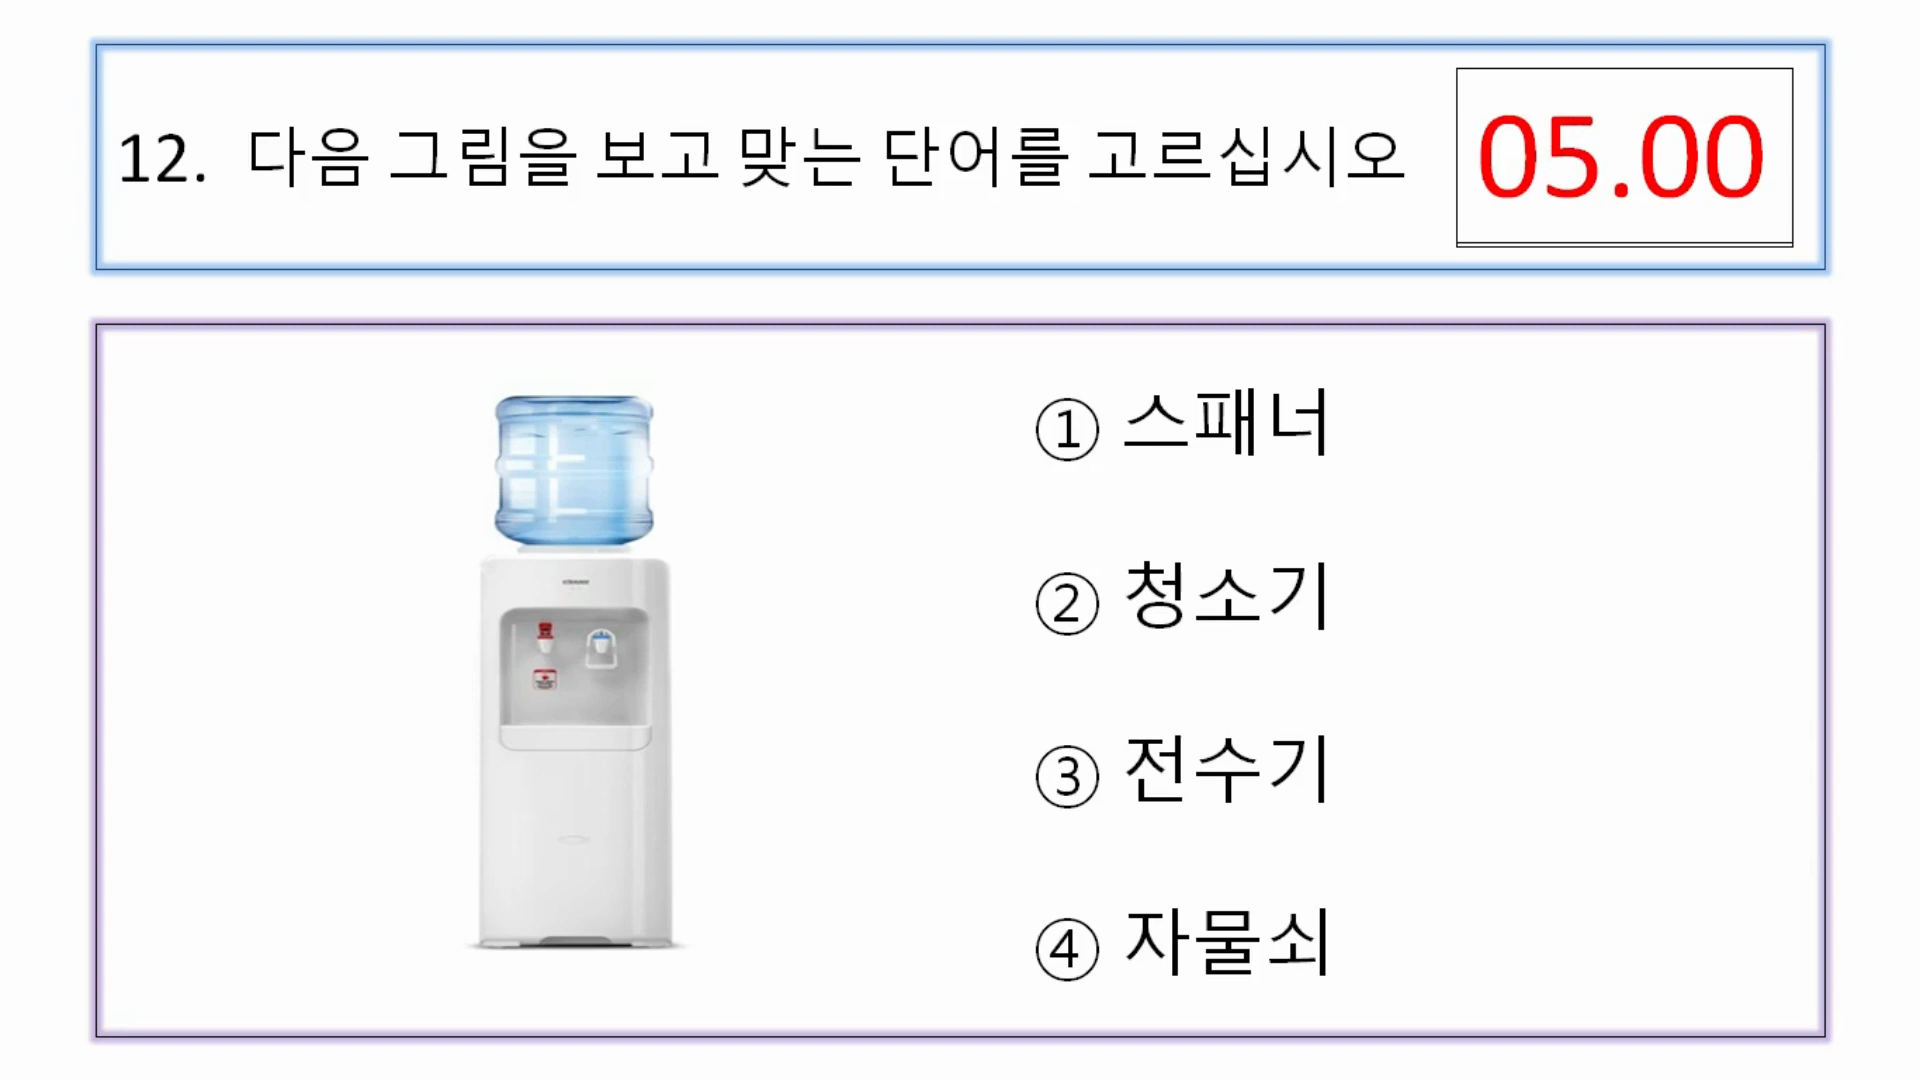 12. 다음 그림을 보고 맞는 단어를 고르십시오
05.00
① 스패너
② 청소기
③ 전수기
④ 자물쇠